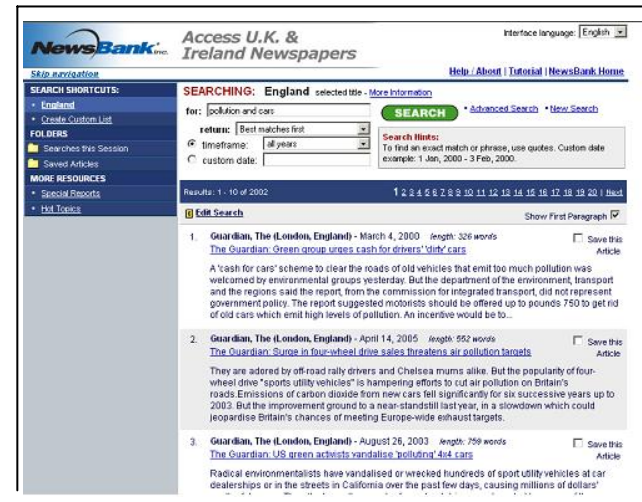 NewsBank inc.
Access U.K. &
Ireland Newspapers
Interface language: English
Skip navigation
Help / About | Tutorial | NewsBank Home
SEARCH SHORTCUTS:
England
Create Custom List
FOLDERS
Searches this Session
Saved Articles
MORE RESOURCES
Special Reports
Hot Topics
SEARCHING: England selected title - More Information
for: pollution and cars
SEARCH
• Advanced Search • New Search
return: Best matches first
timeframe: all years
custom date:
Search Hints:
To find an exact match or phrase, use quotes. Custom date
example: 1 Jan, 2000 - 3 Feb, 2000.
Results: 1 - 10 of 2002
1 2 3 4 5 6 7 8 9 10 11 12 13 14 15 16 17 18 19 20 | Next
Edit Search
Show First Paragraph
1. Guardian, The (London, England) - March 4, 2000 length: 326 words
Save this
Article
The Guardian: Green group urges cash for drivers' 'dirty' cars
A 'cash for cars' scheme to clear the roads of old vehicles that emit too much pollution was
welcomed by environmental groups yesterday. But the department of the environment, transport
and the regions said the report, from the commission for integrated transport, did not represent
government policy. The report suggested motorists should be offered up to pounds 750 to get rid
of old cars which emit high levels of pollution. An incentive would be to...
2. Guardian, The (London, England) - April 14, 2005 length: 552 words
Save this
Article
The Guardian: Surge in four-wheel drive sales threatens air pollution targets
They are adored by off-road rally drivers and Chelsea mums alike. But the popularity of four-
wheel drive "sports utility vehicles" is hampering efforts to cut air pollution on Britain's
roads.Emissions of carbon dioxide from new cars fell significantly for six successive years up to
2003. But the improvement ground to a near-standstill last year, in a slowdown which could
jeopardise Britain's chances of meeting Europe-wide exhaust targets.
3. Guardian, The (London, England) - August 26, 2003 length: 759 words
Save this
Article
The Guardian: US green activists vandalise 'polluting' 4x4 cars
Radical environmentalists have vandalised or wrecked hundreds of sport utility vehicles at car
dealerships or in the streets in California over the past few days, causing millions of dollars'